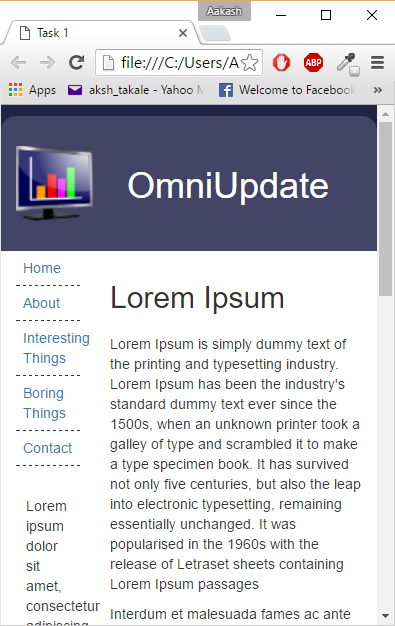 Aakash
Task 1
file:///C:/Users/A
ABP
Apps
aksh_takale - Yahoo M
Welcome to Facebook
OmniUpdate
Home
About
Interesting
Things
Boring
Things
Contact
Lorem
ipsum
dolor
sit
amet,
consectetur
adipiscing
Lorem Ipsum
Lorem Ipsum is simply dummy text of
the printing and typesetting industry.
Lorem Ipsum has been the industry's
standard dummy text ever since the
1500s, when an unknown printer took a
galley of type and scrambled it to make
a type specimen book. It has survived
not only five centuries, but also the leap
into electronic typesetting, remaining
essentially unchanged. It was
popularised in the 1960s with the
release of Letraset sheets containing
Lorem Ipsum passages
Interdum et malesuada fames ac ante